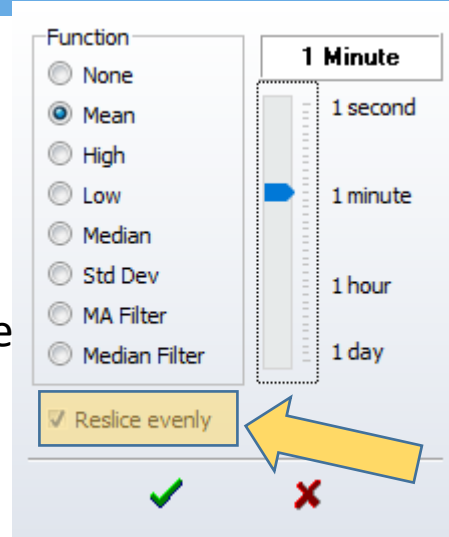 Function
None
Mean
High
Low
Median
Std Dev
MA Filter
Median Filter
1 Minute
1 second
1 minute
1 hour
1 day
e
Reslice evenly